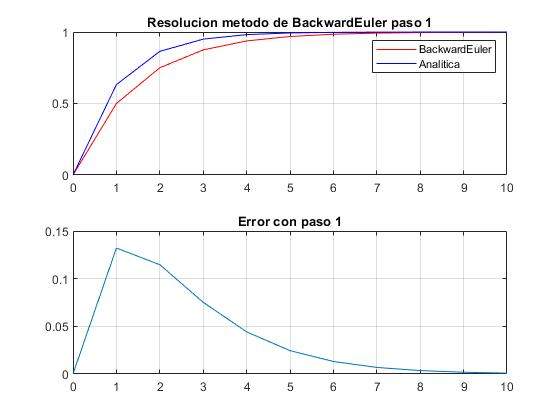 Resolucion metodo de BackwardEuler paso 1
1
0.5
0
BackwardEuler
Analitica
0 1 2 3 4 5 6 7 8 9 10
Error con paso 1
0.15
0.1
0.05
0
0 1 2 3 4 5 6 7 8 9 10